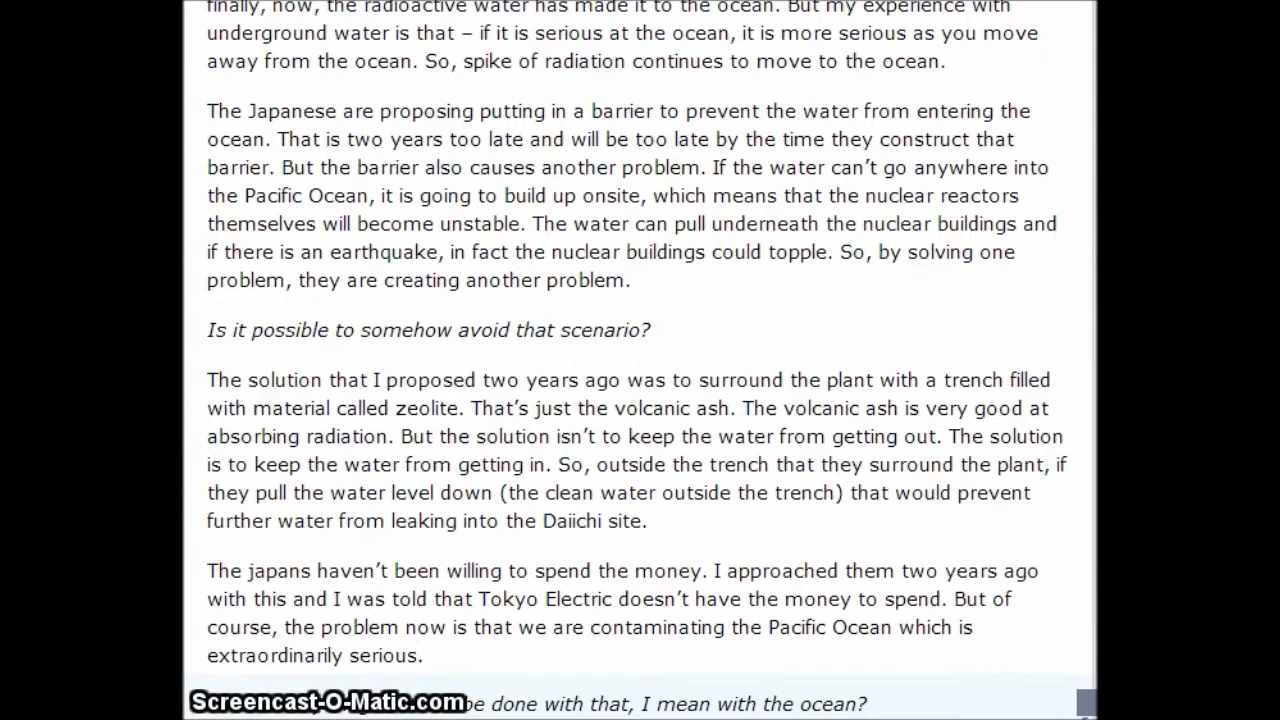 finally, now, the radioactive water has made it to the ocean. But my experience with
underground water is that – if it is serious at the ocean, it is more serious as you move
away from the ocean. So, spike of radiation continues to move to the ocean.
The Japanese are proposing putting in a barrier to prevent the water from entering the
ocean. That is two years too late and will be too late by the time they construct that
barrier. But the barrier also causes another problem. If the water can’t go anywhere into
the Pacific Ocean, it is going to build up onsite, which means that the nuclear reactors
themselves will become unstable. The water can pull underneath the nuclear buildings and
if there is an earthquake, in fact the nuclear buildings could topple. So, by solving one
problem, they are creating another problem.
Is it possible to somehow avoid that scenario?
The solution that I proposed two years ago was to surround the plant with a trench filled
with material called zeolite. That’s just the volcanic ash. The volcanic ash is very good at
absorbing radiation. But the solution isn’t to keep the water from getting out. The solution
is to keep the water from getting in. So, outside the trench that they surround the plant, if
they pull the water level down (the clean water outside the trench) that would prevent
further water from leaking into the Daiichi site.
The japans haven’t been willing to spend the money. I approached them two years ago
with this and I was told that Tokyo Electric doesn’t have the money to spend. But of
course, the problem now is that we are contaminating the Pacific Ocean which is
extraordinarily serious.
Screencast-O-Matic.com be done with that, I mean with the ocean?